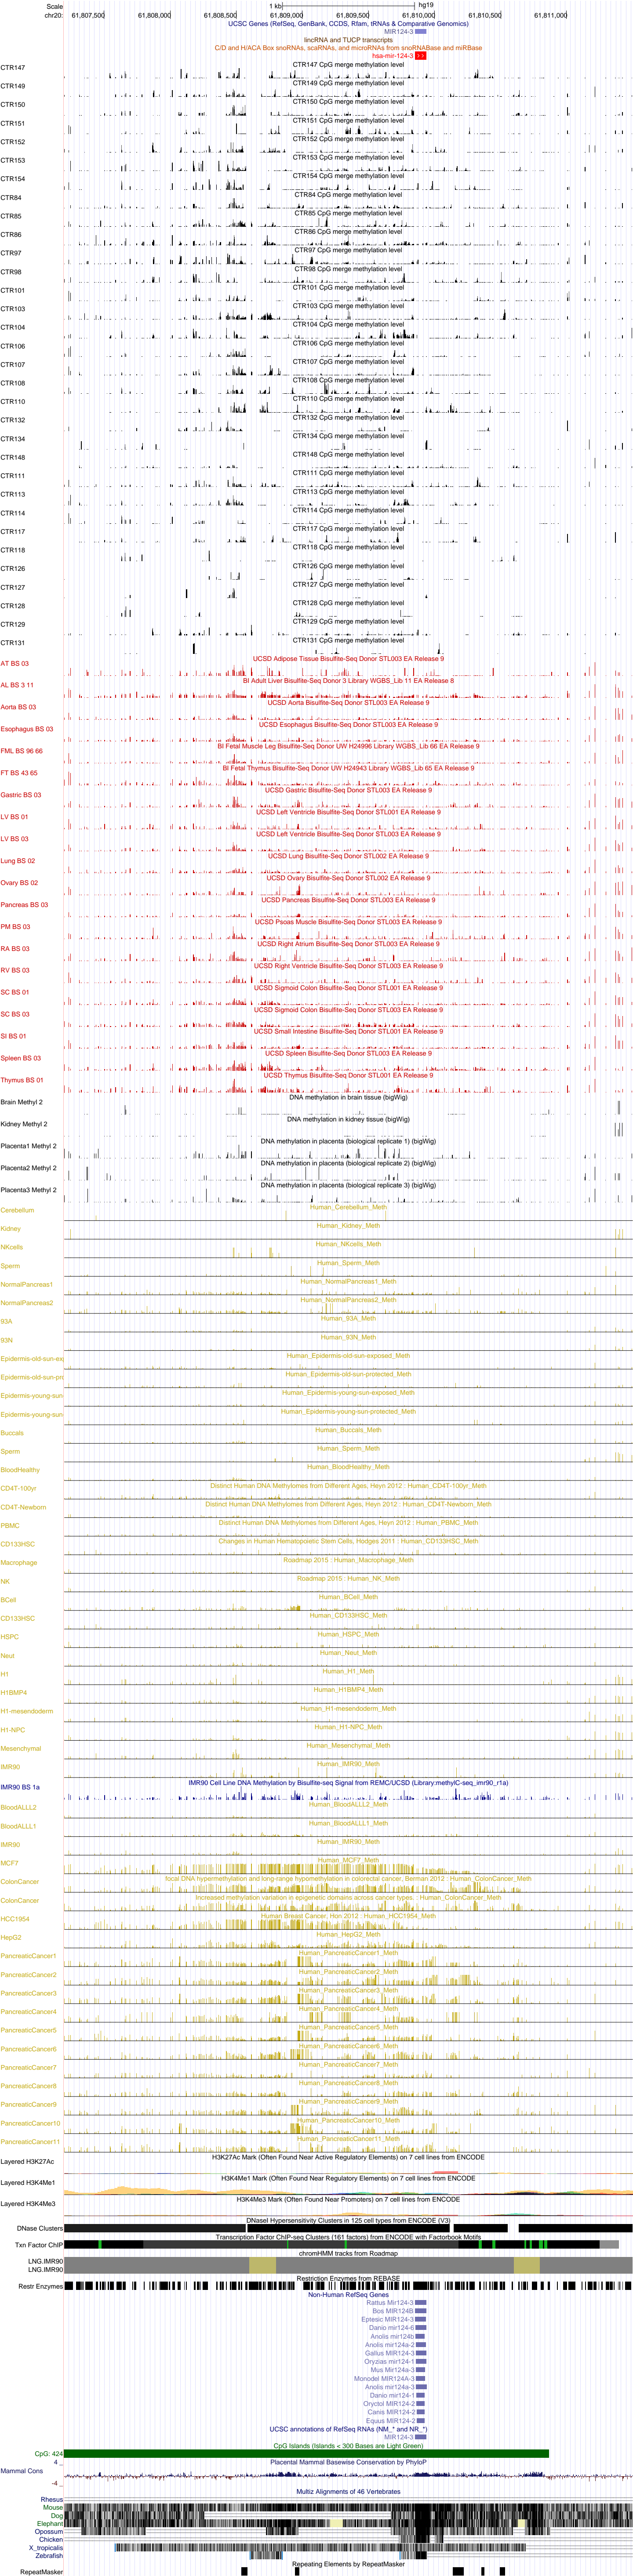 Scale 1 kb hg19
chr20: 61,807,500 61,808,000 61,808,500 61,809,000 61,809,500 61,810,000 61,810,500 61,811,000
UCSC Genes (RefSeq, GenBank, CCDS, Rfam, tRNAs & Comparative Genomics)
MIR124-3
lincRNA and TUCP transcripts
C/D and H/ACA Box snoRNAs, scaRNAs, and microRNAs from snoRNABase and miRBase
hsa-mir-124-3
CTR147 CTR147 CpG merge methylation level
CTR149 CTR149 CpG merge methylation level
CTR150 CTR150 CpG merge methylation level
CTR151 CTR151 CpG merge methylation level
CTR152 CTR152 CpG merge methylation level
CTR153 CTR153 CpG merge methylation level
CTR154 CTR154 CpG merge methylation level
CTR84 CTR84 CpG merge methylation level
CTR85 CTR85 CpG merge methylation level
CTR86 CTR86 CpG merge methylation level
CTR97 CTR97 CpG merge methylation level
CTR98 CTR98 CpG merge methylation level
CTR101 CTR101 CpG merge methylation level
CTR103 CTR103 CpG merge methylation level
CTR104 CTR104 CpG merge methylation level
CTR106 CTR106 CpG merge methylation level
CTR107 CTR107 CpG merge methylation level
CTR108 CTR108 CpG merge methylation level
CTR110 CTR110 CpG merge methylation level
CTR132 CTR132 CpG merge methylation level
CTR134 CTR134 CpG merge methylation level
CTR148 CTR148 CpG merge methylation level
CTR111 CTR111 CpG merge methylation level
CTR113 CTR113 CpG merge methylation level
CTR114 CTR114 CpG merge methylation level
CTR117 CTR117 CpG merge methylation level
CTR118 CTR118 CpG merge methylation level
CTR126 CTR126 CpG merge methylation level
CTR127 CTR127 CpG merge methylation level
CTR128 CTR128 CpG merge methylation level
CTR129 CTR129 CpG merge methylation level
CTR131 CTR131 CpG merge methylation level
AT BS 03 UCSD Adipose Tissue Bisulfite-Seq Donor STL003 EA Release 9
AL BS 3 11 BI Adult Liver Bisulfite-Seq Donor 3 Library WGBS_Lib 11 EA Release 8
Aorta BS 03 UCSD Aorta Bisulfite-Seq Donor STL003 EA Release 9
Esophagus BS 03 UCSD Esophagus Bisulfite-Seq Donor STL003 EA Release 9
FML BS 96 66 BI Fetal Muscle Leg Bisulfite-Seq Donor UW H24996 Library WGBS_Lib 66 EA Release 9
FT BS 43 65 BI Fetal Thymus Bisulfite-Seq Donor UW H24943 Library WGBS_Lib 65 EA Release 9
Gastric BS 03 UCSD Gastric Bisulfite-Seq Donor STL003 EA Release 9
LV BS 01 UCSD Left Ventricle Bisulfite-Seq Donor STL001 EA Release 9
LV BS 03 UCSD Left Ventricle Bisulfite-Seq Donor STL003 EA Release 9
Lung BS 02 UCSD Lung Bisulfite-Seq Donor STL002 EA Release 9
Ovary BS 02 UCSD Ovary Bisulfite-Seq Donor STL002 EA Release 9
Pancreas BS 03 UCSD Pancreas Bisulfite-Seq Donor STL003 EA Release 9
PM BS 03 UCSD Psoas Muscle Bisulfite-Seq Donor STL003 EA Release 9
RA BS 03 UCSD Right Atrium Bisulfite-Seq Donor STL003 EA Release 9
RV BS 03 UCSD Right Ventricle Bisulfite-Seq Donor STL003 EA Release 9
SC BS 01 UCSD Sigmoid Colon Bisulfite-Seq Donor STL001 EA Release 9
SC BS 03 UCSD Sigmoid Colon Bisulfite-Seq Donor STL003 EA Release 9
SI BS 01 UCSD Small Intestine Bisulfite-Seq Donor STL001 EA Release 9
Spleen BS 03 UCSD Spleen Bisulfite-Seq Donor STL003 EA Release 9
Thymus BS 01 UCSD Thymus Bisulfite-Seq Donor STL001 EA Release 9
Brain Methyl 2 DNA methylation in brain tissue (bigWig)
Kidney Methyl 2 DNA methylation in kidney tissue (bigWig)
Placenta1 Methyl 2 DNA methylation in placenta (biological replicate 1) (bigWig)
Placenta2 Methyl 2 DNA methylation in placenta (biological replicate 2) (bigWig)
Placenta3 Methyl 2 DNA methylation in placenta (biological replicate 3) (bigWig)
Cerebellum Human_Cerebellum_Meth
Kidney Human_Kidney_Meth
NKcells Human_NKcells_Meth
Sperm Human_Sperm_Meth
NormalPancreas1 Human_NormalPancreas1_Meth
NormalPancreas2 Human_NormalPancreas2_Meth
93A Human_93A_Meth
93N Human_93N_Meth
Epidermis-old-sun-ex Human_Epidermis-old-sun-exposed_Meth
Epidermis-old-sun-pro Human_Epidermis-old-sun-protected_Meth
Epidermis-young-sun- Human_Epidermis-young-sun-exposed_Meth
Epidermis-young-sun- Human_Epidermis-young-sun-protected_Meth
Buccals Human_Buccals_Meth
Sperm Human_Sperm_Meth
BloodHealthy Human_BloodHealthy_Meth
CD4T-100yr Distinct Human DNA Methylomes from Different Ages, Heyn 2012 : Human_CD4T-100yr_Meth
CD4T-Newborn Distinct Human DNA Methylomes from Different Ages, Heyn 2012 : Human_CD4T-Newborn_Meth
PBMC Distinct Human DNA Methylomes from Different Ages, Heyn 2012 : Human_PBMC_Meth
CD133HSC Changes in Human Hematopoietic Stem Cells, Hodges 2011 : Human_CD133HSC_Meth
Macrophage Roadmap 2015 : Human_Macrophage_Meth
NK Roadmap 2015 : Human_NK_Meth
BCell Human_BCell_Meth
CD133HSC Human_CD133HSC_Meth
HSPC Human_HSPC_Meth
Neut Human_Neut_Meth
H1 Human_H1_Meth
H1BMP4 Human_H1BMP4_Meth
H1-mesendoderm Human_H1-mesendoderm_Meth
H1-NPC Human_H1-NPC_Meth
Mesenchymal Human_Mesenchymal_Meth
IMR90 Human_IMR90_Meth
IMR90 BS 1a IMR90 Cell Line DNA Methylation by Bisulfite-seq Signal from REMC/UCSD (Library:methylC-seq_imr90_r1a)
BloodALLL2 Human_BloodALLL2_Meth
BloodALLL1 Human_BloodALLL1_Meth
IMR90 Human_IMR90_Meth
MCF7 Human_MCF7_Meth
ColonCancer focal DNA hypermethylation and long-range hypomethylation in colorectal cancer, Berman 2012 : Human_ColonCancer_Meth
ColonCancer Increased methylation variation in epigenetic domains across cancer types, : Human_ColonCancer_Meth
HCC1954 Human Breast Cancer, Hon 2012 : Human_HCC1954_Meth
HepG2 Human_HepG2_Meth
PancreaticCancer1 Human_PancreaticCancer1_Meth
PancreaticCancer2 Human_PancreaticCancer2_Meth
PancreaticCancer3 Human_PancreaticCancer3_Meth
PancreaticCancer4 Human_PancreaticCancer4_Meth
PancreaticCancer5 Human_PancreaticCancer5_Meth
PancreaticCancer6 Human_PancreaticCancer6_Meth
PancreaticCancer7 Human_PancreaticCancer7_Meth
PancreaticCancer8 Human_PancreaticCancer8_Meth
PancreaticCancer9 Human_PancreaticCancer9_Meth
PancreaticCancer10 Human_PancreaticCancer10_Meth
PancreaticCancer11 Human_PancreaticCancer11_Meth
Layered H3K27Ac H3K27Ac Mark (Often Found Near Active Regulatory Elements) on 7 cell lines from ENCODE
Layered H3K4Me1 H3K4Me1 Mark (Often Found Near Regulatory Elements) on 7 cell lines from ENCODE
Layered H3K4Me3 H3K4Me3 Mark (Often Found Near Promoters) on 7 cell lines from ENCODE
DNaseI Hypersensitivity Clusters in 125 cell types from ENCODE (V3)
DNase Clusters
Transcription Factor ChIP-seq Clusters (161 factors) from ENCODE with Factorbook Motifs
Txn Factor ChIP
chromHMM tracks from Roadmap
LNG.IMR90
LNG.IMR90
Restriction Enzymes from REBASE
Restr Enzymes
Non-Human RefSeq Genes
Rattus Mir124-3
Bos MIR124B
Eptesic MIR124-3
Danio mir124-6
Anolis mir124b
Anolis mir124a-2
Gallus MIR124-3
Oryzias mir124-1
Mus Mir124a-3
Monodel MIR124A-3
Anolis mir124a-3
Danio mir124-1
Oryctol MIR124-2
Canis MIR124-2
Equus MIR124-2
UCSC annotations of RefSeq RNAs (NM_* and NR_*)
MIR124-3
CpG Islands (Islands < 300 Bases are Light Green)
CpG: 424
Placental Mammal Basewise Conservation by PhyloP
4 _
Mammal Cons
-4 _
Multiz Alignments of 46 Vertebrates
Rhesus
Mouse
Dog
Elephant
Opossum
Chicken
X_tropicalis
Zebrafish
Repeating Elements by RepeatMasker
RepeatMasker